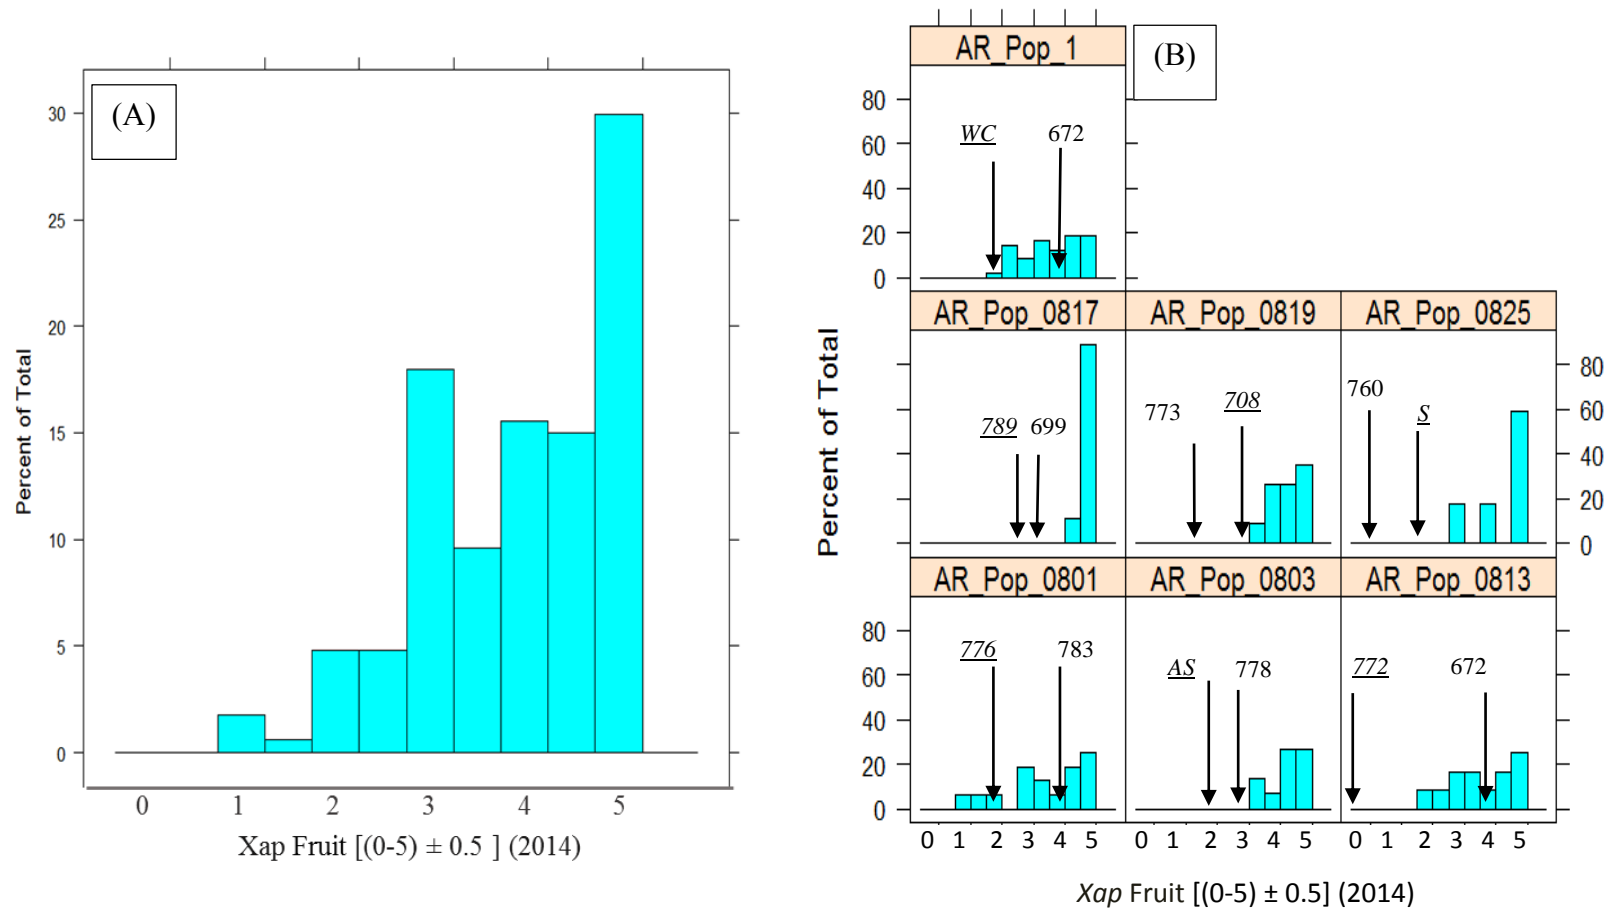 (A)
30
25
20
15
10
5
0
Percent of Total
0 1 2 3 4 5
Xap Fruit [(0-5) ± 0.5 ] (2014)
(B)
AR_Pop_1
80
60
40
20
0
WC 672
Percent of Total
AR_Pop_0817 AR_Pop_0819 AR_Pop_0825
789 699
773 708
760 S
80
60
40
20
0
AR_Pop_0801 AR_Pop_0803 AR_Pop_0813
80
60
40
20
0
776 783
AS 778
772 672
0 1 2 3 4 5 0 1 2 3 4 5 0 1 2 3 4 5
Xap Fruit [(0-5) ± 0.5] (2014)